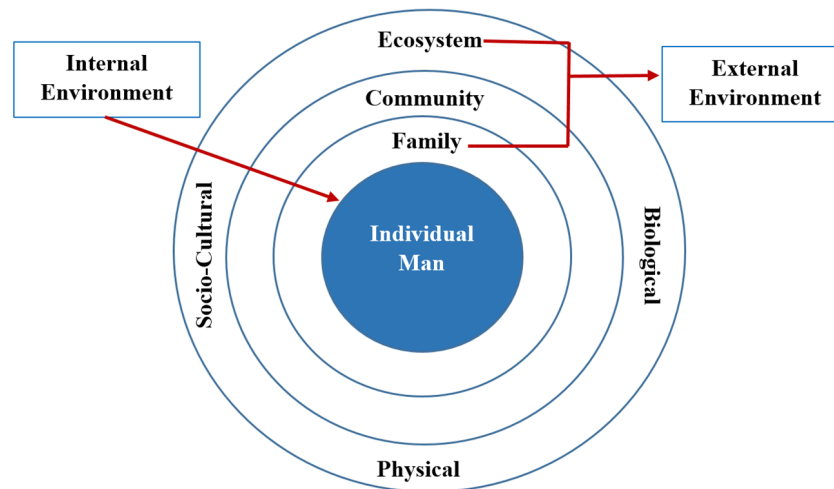 Ecosystem
Internal
Environment
External
Environment
Community
Family
Socio-Cultural
Biological
Individual
Man
Physical